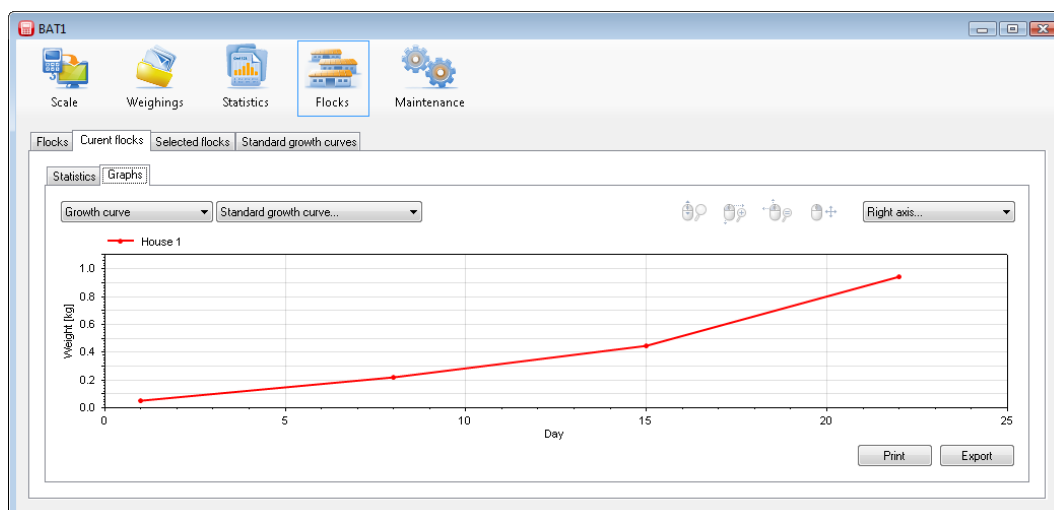 BAT1
Scale Weighings Statistics Flocks Maintenance
Flocks Curent flocks Selected flocks Standard growth curves
Statistics Graphs
Growth curve Standard growth curve... Right axis...
House 1
1.0
0.8
0.6
0.4
0.2
0.0
Weight [kg]
0 5 10 15 20 25
Day
Print Export